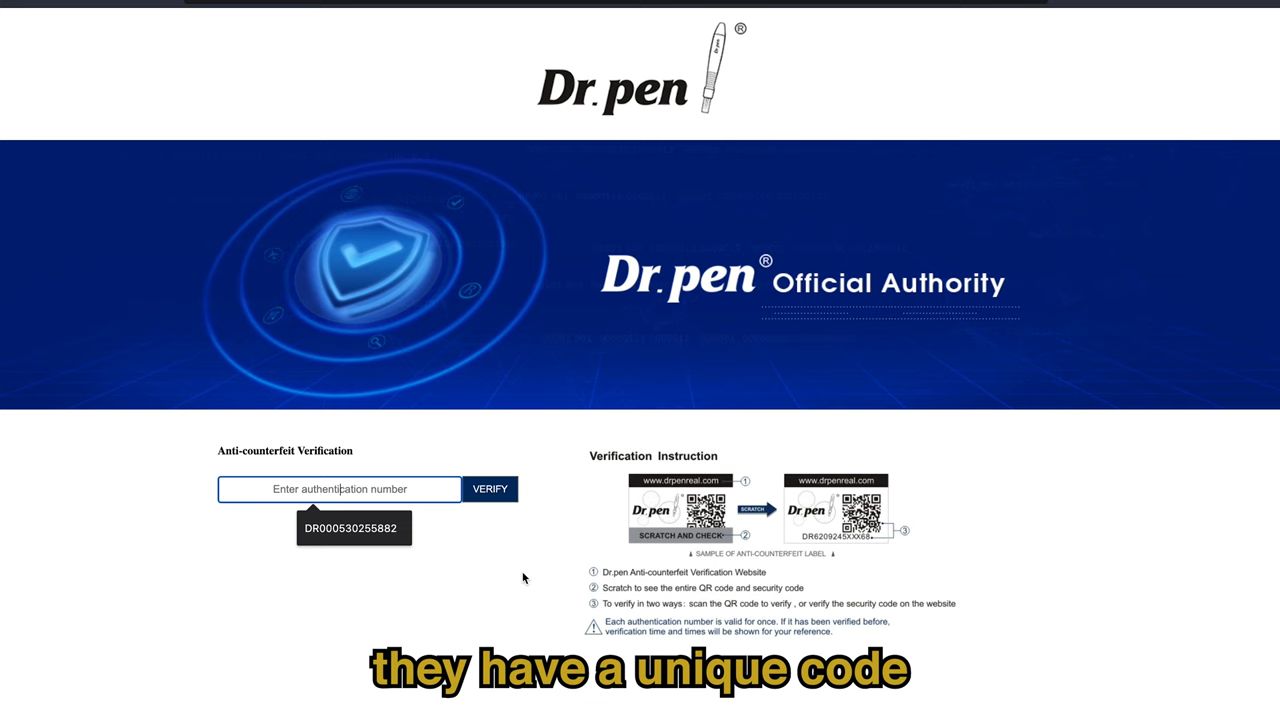 Dr. pen ®
Dr. pen ® Official Authority
Anti-counterfeit Verification
Enter authentication number
VERIFY
DR000530255882
Verification Instruction
www.drpenreal.com ①
Dr. pen
SCRATCH AND CHECK ②
SCRATCH
www.drpenreal.com
Dr. pen
DR6209245XXX68 ③
SAMPLE OF ANTI-COUNTERFEIT LABEL
① Dr.pen Anti-counterfeit Verification Website
② Scratch to see the entire QR code and security code
③ To verify in two ways: scan the QR code to verify , or verify the security code on the website
Each authentication number is valid for once. If it has been verified before,
verification time and times will be shown for your reference.
they have a unique code